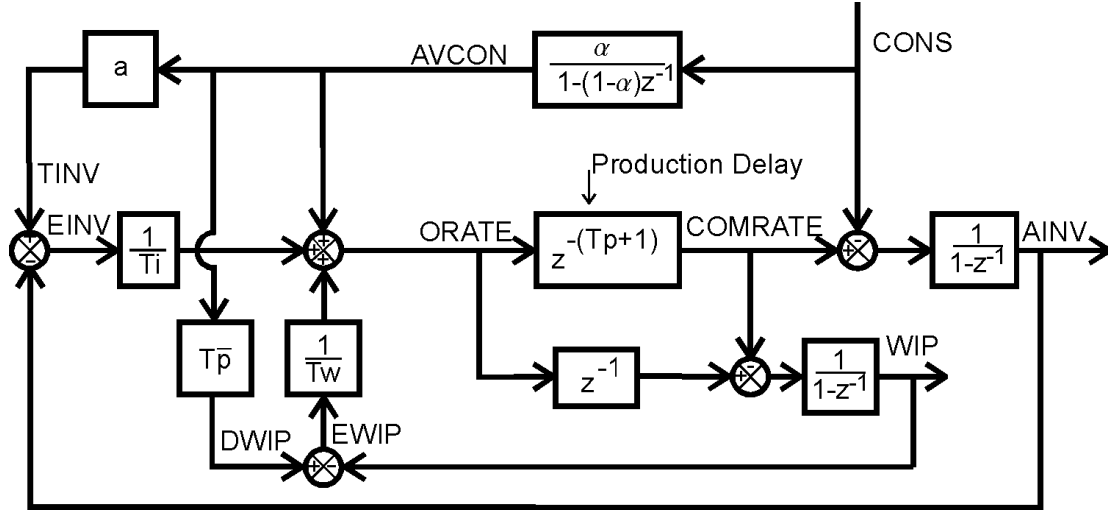 CONS
AVCON
α
1-(1-α)z⁻¹
a
TINV
Production Delay
EINV
1
Ti
ORATE
z⁻⁽ᵀᵖ⁺¹⁾
COMRATE
1
1-z⁻¹
AINV
Tp̅
1
Tw
z⁻¹
1
1-z⁻¹
WIP
DWIP
EWIP